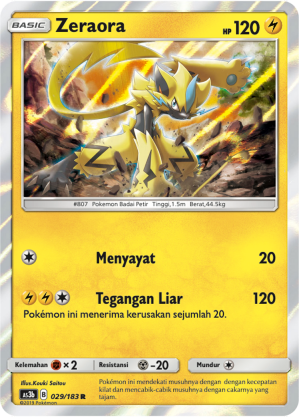 BASIC Zeraora HP 120
#807 Pokemon Badai Petir Tinggi,1.5m Berat,44.5kg
Menyayat 20
Tegangan Liar 120
Pokémon ini menerima kerusakan sejumlah 20.
Kelemahan ×2 Resistansi -20 Mundur
Illus.Kouki Saitou
Pokémon ini mendekati musuhnya dengan dengan kecepatan
kilat dan mencabik-cabik musuhnya dengan cakarnya.
AS3b B 029/183 R
©2019 Pokémon